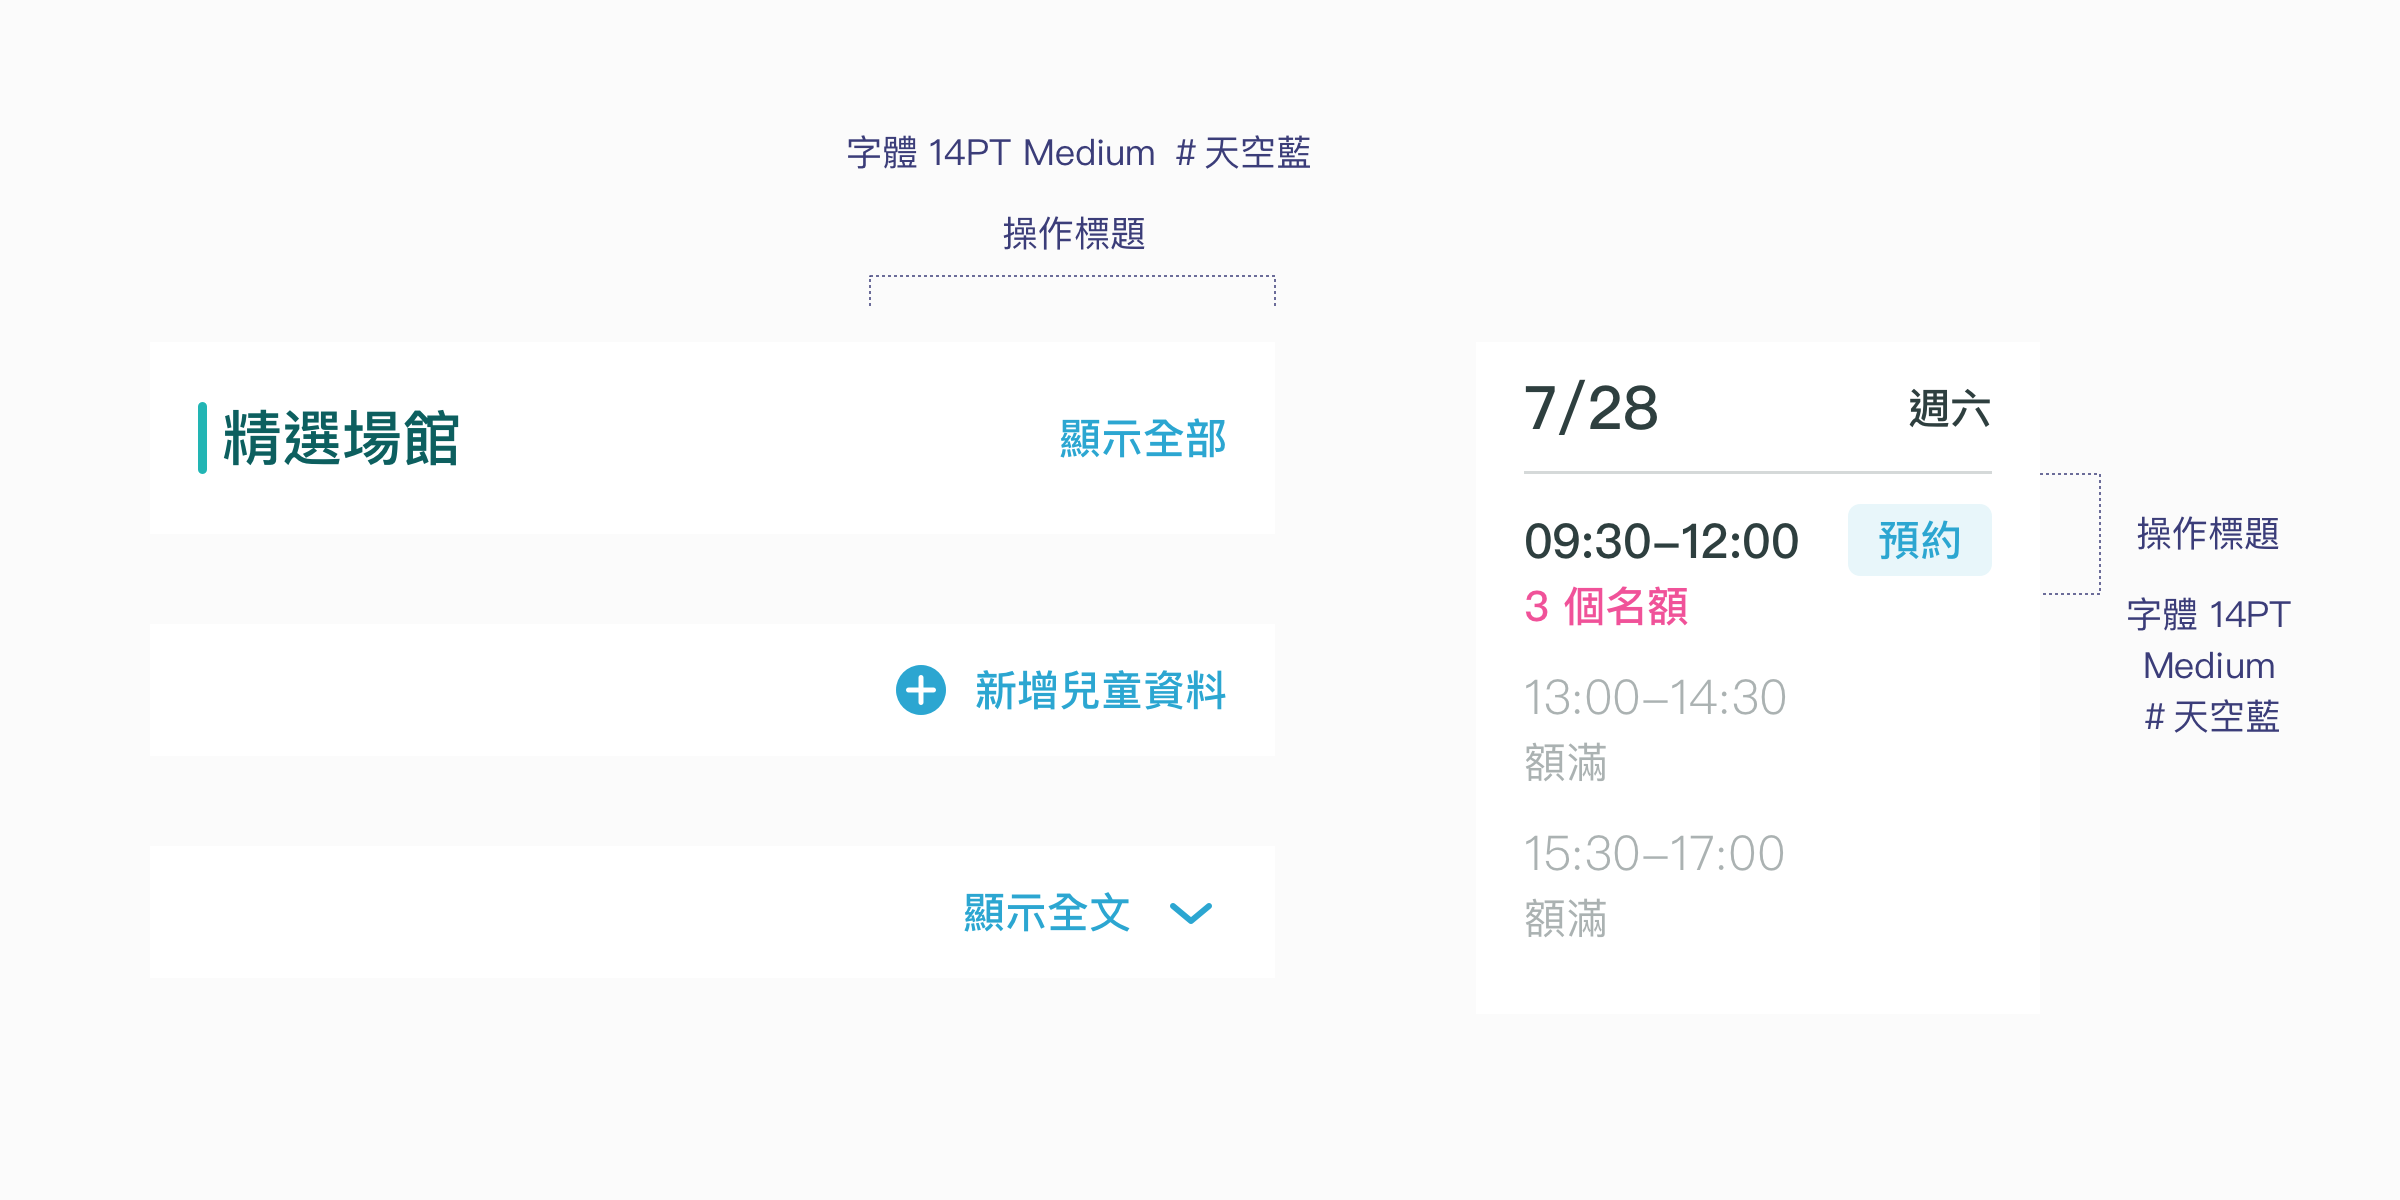 字體 14PT Medium # 天空藍
操作標題
精選場館
顯示全部
新增兒童資料
顯示全文
7/28
週六
09:30–12:00
預約
3 個名額
13:00–14:30
額滿
15:30–17:00
額滿
操作標題
字體 14PT
Medium
# 天空藍